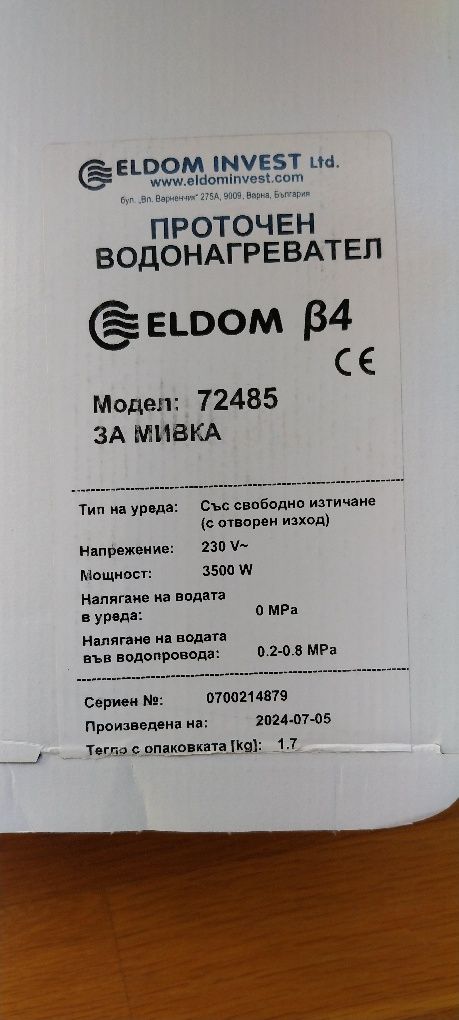 ELDOM INVEST Ltd.
www.eldominvest.com
бул. „Вл. Варненчик" 275А, 9009, Варна, България
ПРОТОЧЕН
ВОДОНАГРЕВАТЕЛ
ELDOM β4
CE
Модел: 72485
ЗА МИВКА
Тип на уреда: Със свободно изтичане
(с отворен изход)
Напрежение: 230 V~
Мощност: 3500 W
Налягане на водата
в уреда: 0 MPa
Налягане на водата
във водопровода: 0.2-0.8 MPa
Сериен №: 0700214879
Произведена на: 2024-07-05
Тегло с опаковката [kg]: 1.7